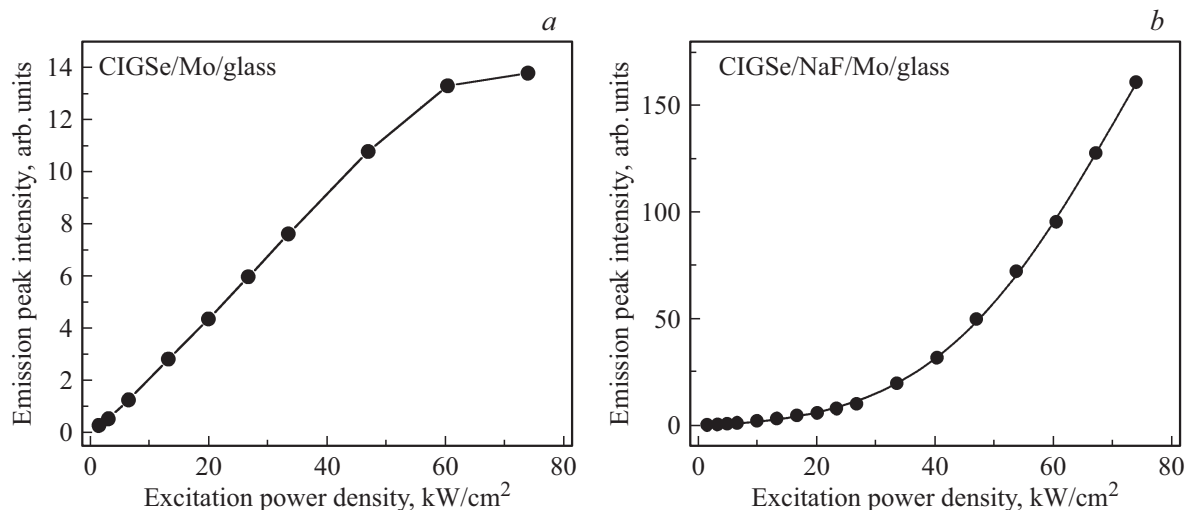 a
CIGSe/Mo/glass
14
12
10
8
6
4
2
0
0 20 40 60 80
Emission peak intensity, arb. units
Excitation power density, kW/cm²
b
CIGSe/NaF/Mo/glass
150
100
50
0
0 20 40 60 80
Emission peak intensity, arb. units
Excitation power density, kW/cm²